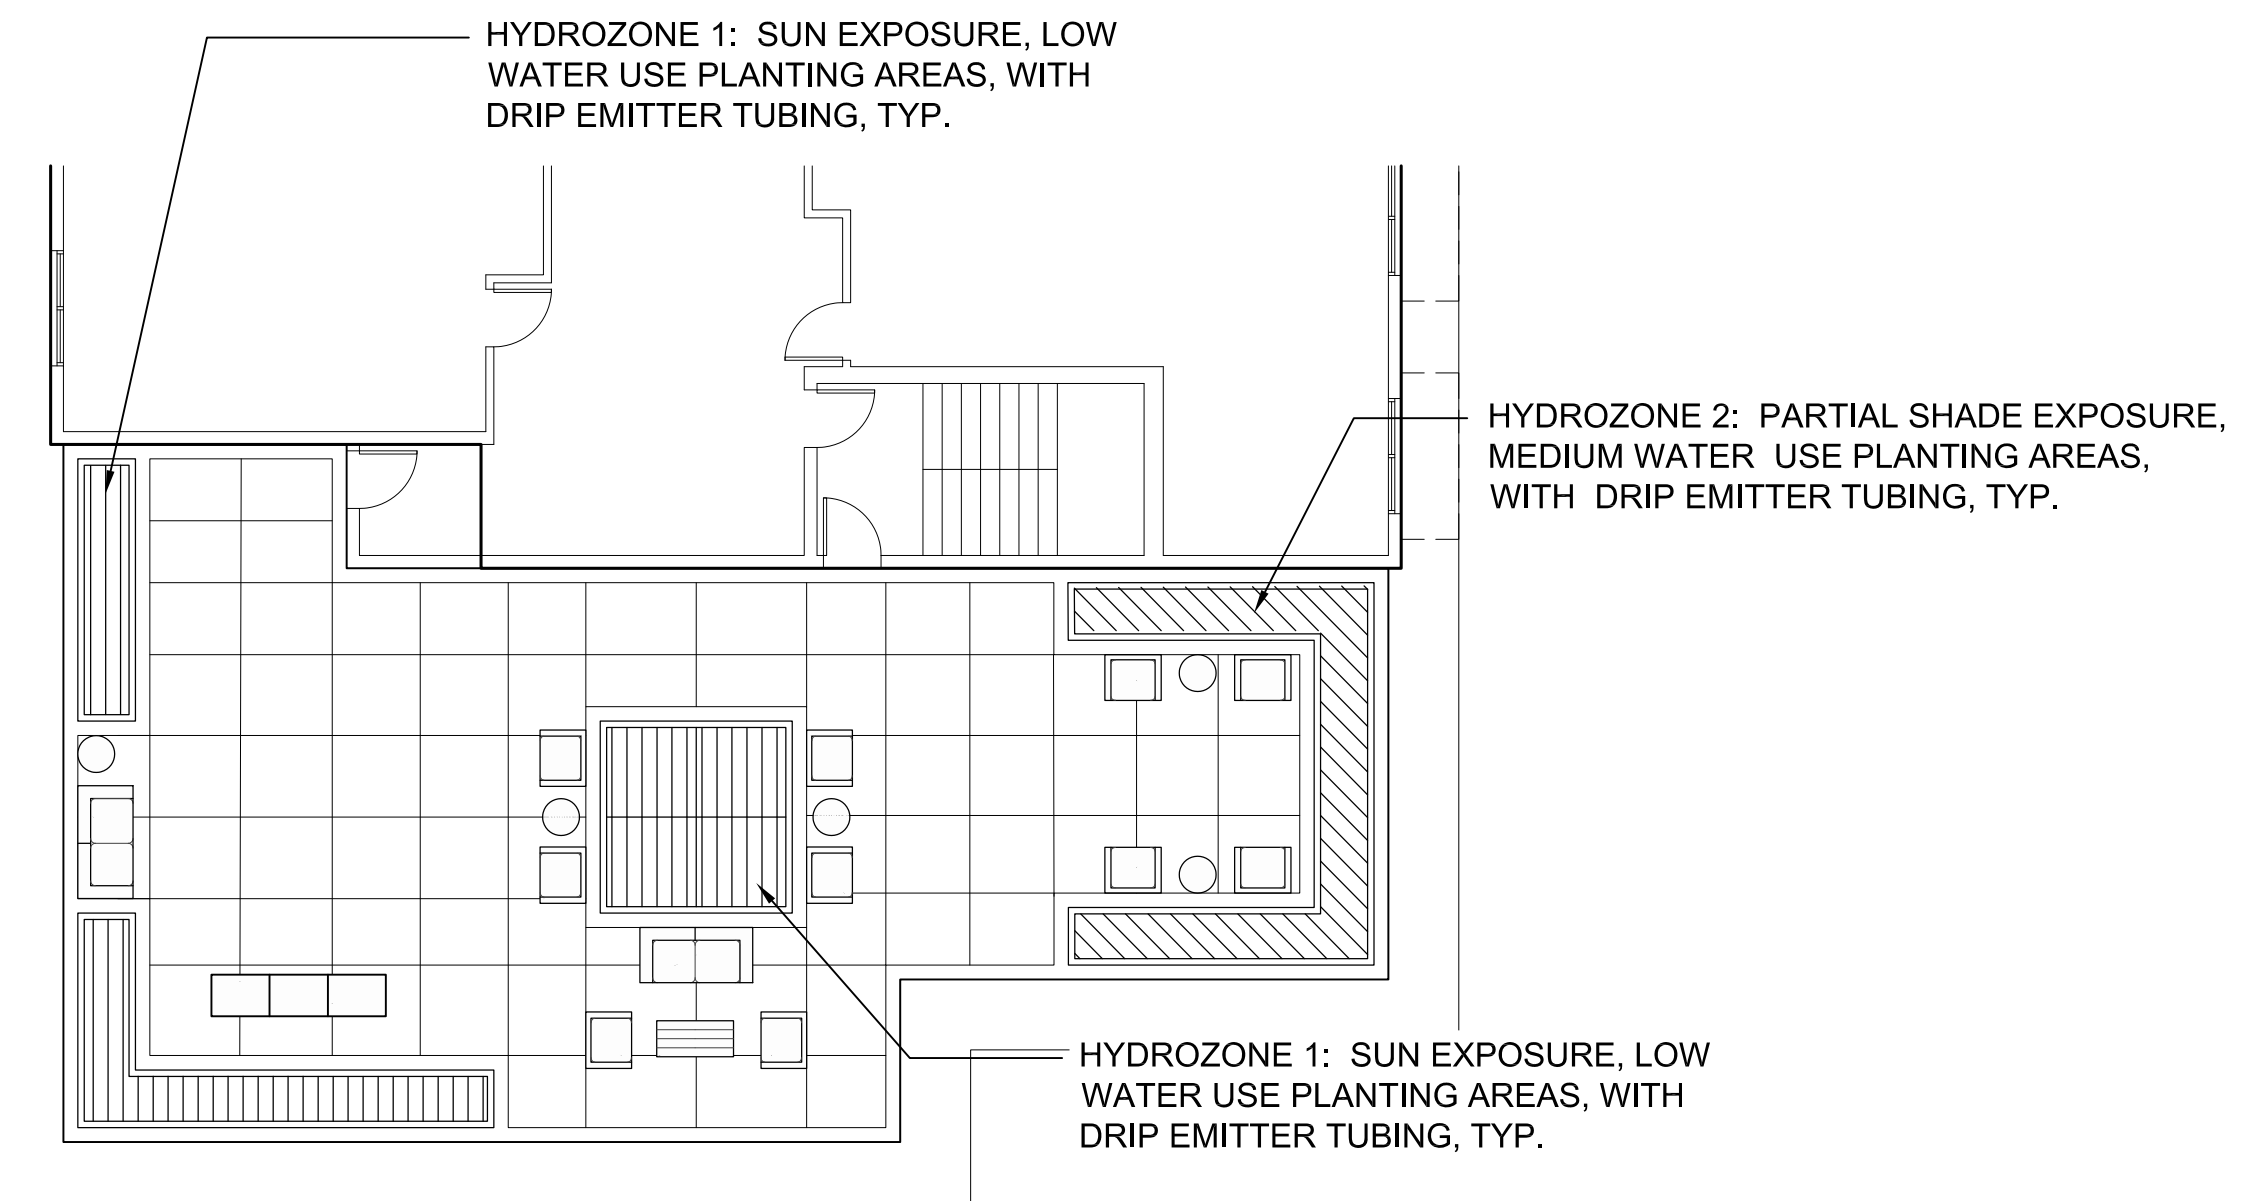 HYDROZONE 1: SUN EXPOSURE, LOW
WATER USE PLANTING AREAS, WITH
DRIP EMITTER TUBING, TYP.
HYDROZONE 2: PARTIAL SHADE EXPOSURE,
MEDIUM WATER USE PLANTING AREAS,
WITH DRIP EMITTER TUBING, TYP.
HYDROZONE 1: SUN EXPOSURE, LOW
WATER USE PLANTING AREAS, WITH
DRIP EMITTER TUBING, TYP.